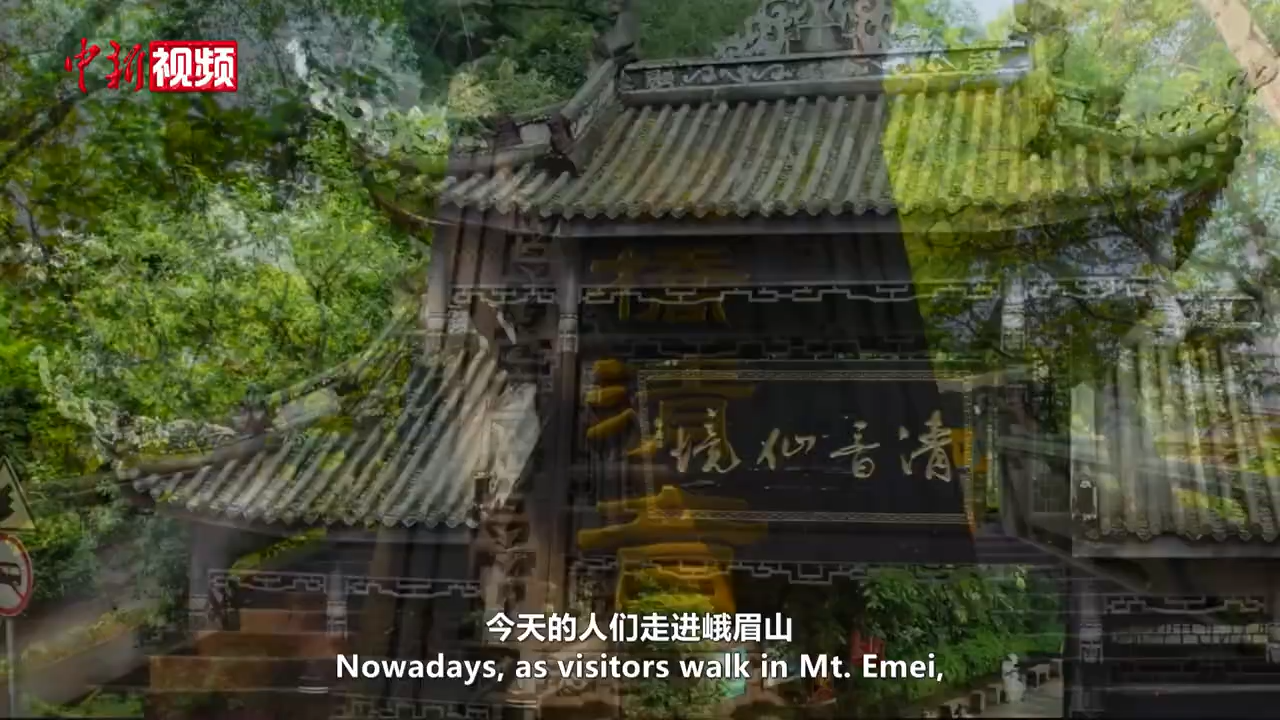 中新视频
清音仙境
今天的人们走进峨眉山
Nowadays, as visitors walk in Mt. Emei,